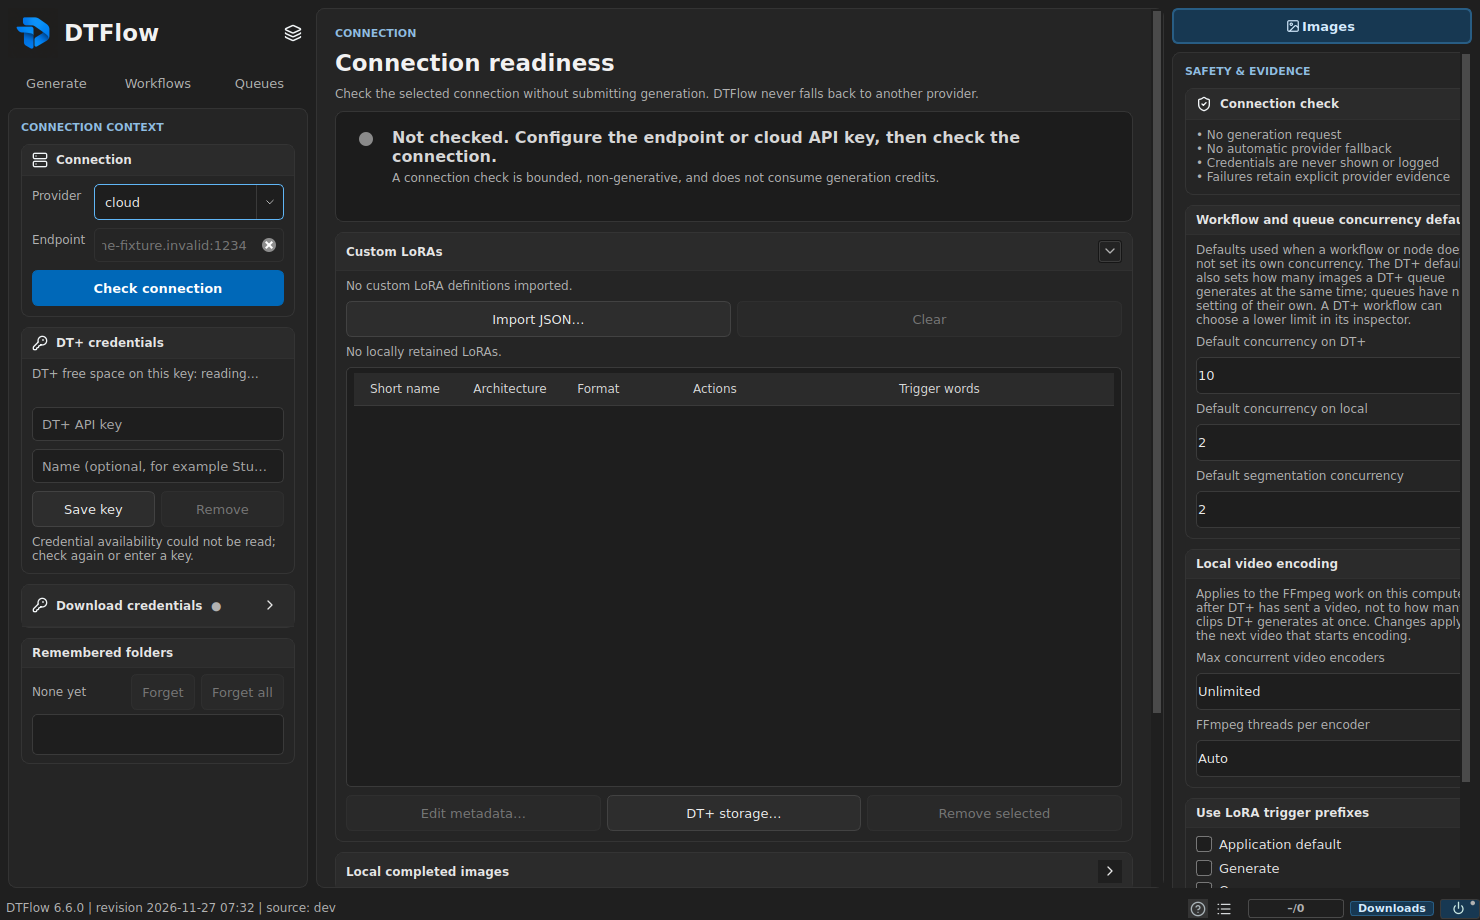 DTFlow
Generate
Workflows
Queues
CONNECTION CONTEXT
Connection
Provider
cloud
Endpoint
ne-fixture.invalid:1234
Check connection
DT+ credentials
DT+ free space on this key: reading...
DT+ API key
Name (optional, for example Stu...
Save key
Remove
Credential availability could not be read;
check again or enter a key.
Download credentials
Remembered folders
None yet
Forget
Forget all
CONNECTION
Connection readiness
Check the selected connection without submitting generation. DTFlow never falls back to another provider.
Not checked. Configure the endpoint or cloud API key, then check the
connection.
A connection check is bounded, non-generative, and does not consume generation credits.
Custom LoRAs
No custom LoRA definitions imported.
Import JSON...
Clear
No locally retained LoRAs.
Short name
Architecture
Format
Actions
Trigger words
Edit metadata...
DT+ storage...
Remove selected
Local completed images
Images
SAFETY & EVIDENCE
Connection check
• No generation request
• No automatic provider fallback
• Credentials are never shown or logged
• Failures retain explicit provider evidence
Workflow and queue concurrency defau
Defaults used when a workflow or node doe
not set its own concurrency. The DT+ defaul
also sets how many images a DT+ queue
generates at the same time; queues have n
setting of their own. A DT+ workflow can
choose a lower limit in its inspector.
Default concurrency on DT+
10
Default concurrency on local
2
Default segmentation concurrency
2
Local video encoding
Applies to the FFmpeg work on this compute
after DT+ has sent a video, not to how man
clips DT+ generates at once. Changes apply
the next video that starts encoding.
Max concurrent video encoders
Unlimited
FFmpeg threads per encoder
Auto
Use LoRA trigger prefixes
Application default
Generate
DTFlow 6.6.0 | revision 2026-11-27 07:32 | source: dev
-/0
Downloads